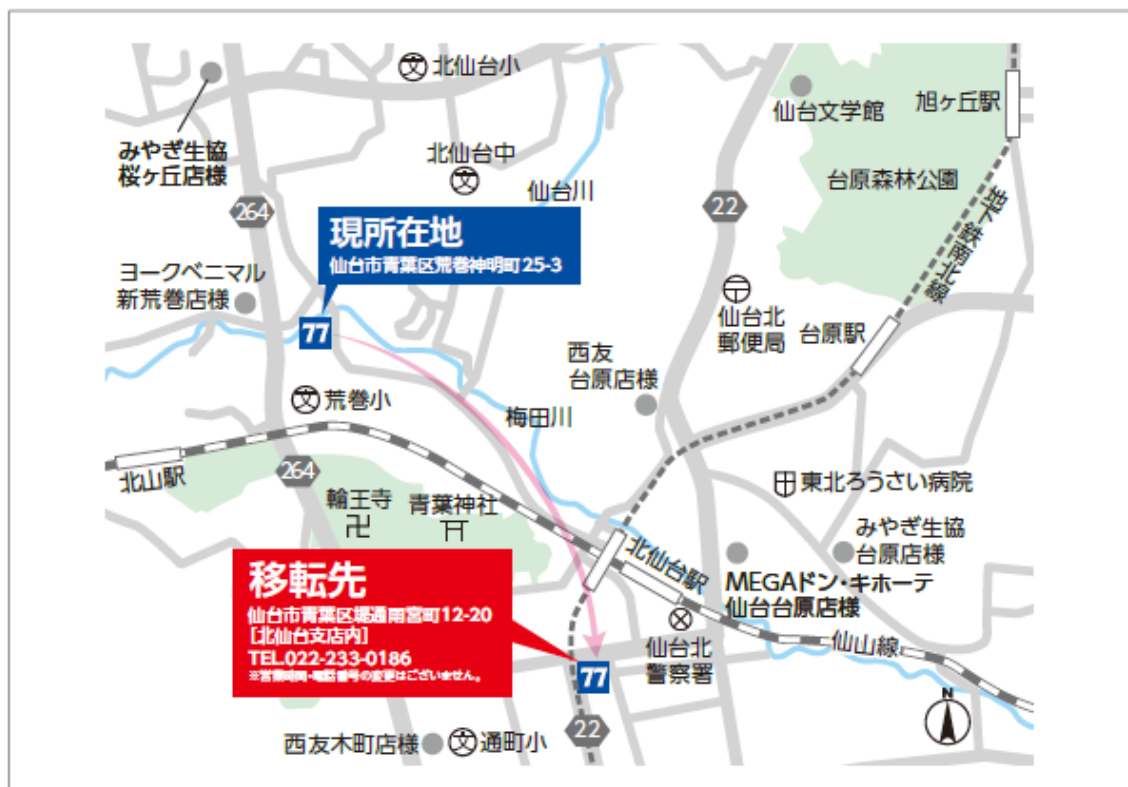 北仙台小
みやぎ生協
桜ヶ丘店様
北仙台中
仙台川
仙台文学館
旭ヶ丘駅
台原森林公園
地下鉄南北線
264
22
現所在地
仙台市青葉区荒巻神明町25-3
ヨークベニマル
新荒巻店様
77
仙台北
郵便局
台原駅
西友
台原店様
荒巻小
梅田川
北山駅
264
輪王寺
青葉神社
東北ろうさい病院
みやぎ生協
台原店様
北仙台駅
MEGAドン・キホーテ
仙台台原店様
移転先
仙台市青葉区堤通雨宮町12-20
[北仙台支店内]
TEL.022-233-0186
※営業時間・電話番号の変更はございません。
77
仙台北
警察署
仙山線
N
西友木町店様
通町小
22